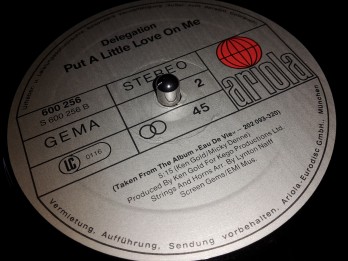 Delegation
Put A Little Love On Me
600 256
S 600 256 B
STEREO
2
GEMA
45
LC
0116
ariola
(Taken From The Album »Eau De Vie« – 202 093-320)
5:15 (Ken Gold/Micky Denne)
Produced By Ken Gold For Kego Productions Ltd.
Strings And Horns Arr. By Lynton Naiff
Screen Gems/EMI Mus.
Vermietung, Aufführung, Sendung vorbehalten. Ariola-Eurodisc GmbH., München